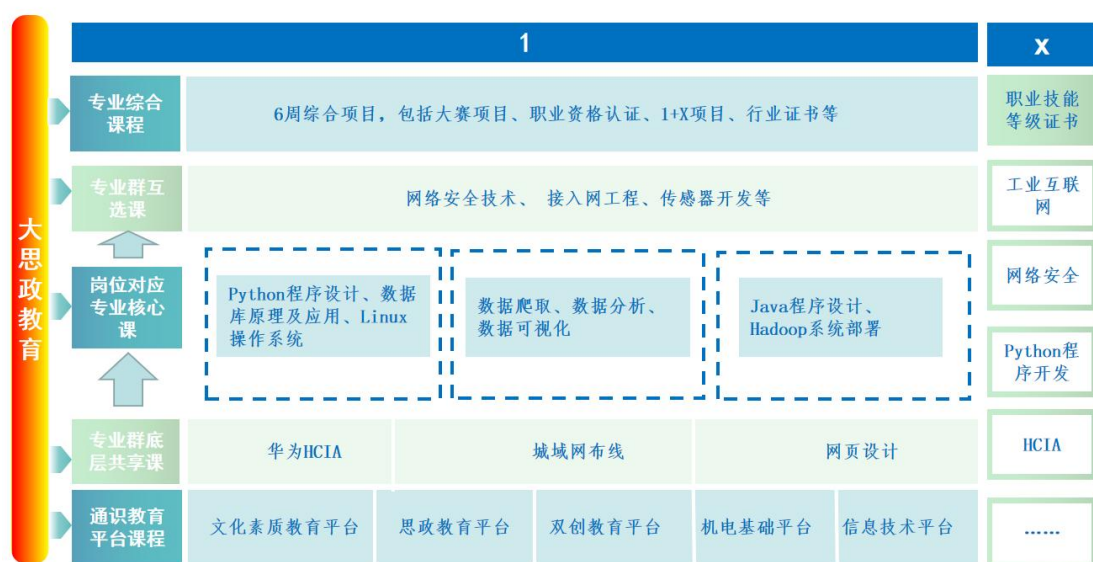 大思政教育
1
X
专业综合
课程
6周综合项目，包括大赛项目、职业资格认证、1+X项目、行业证书等
职业技能
等级证书
专业群互
选课
网络安全技术、 接入网工程、传感器开发等
工业互联
网
岗位对应
专业核心
课
Python程序设计、数据
库原理及应用、Linux
操作系统
数据爬取、数据分析、
数据可视化
Java程序设计、
Hadoop系统部署
网络安全
Python程
序开发
专业群底
层共享课
华为HCIA
城域网布线
网页设计
HCIA
通识教育
平台课程
文化素质教育平台
思政教育平台
双创教育平台
机电基础平台
信息技术平台
……